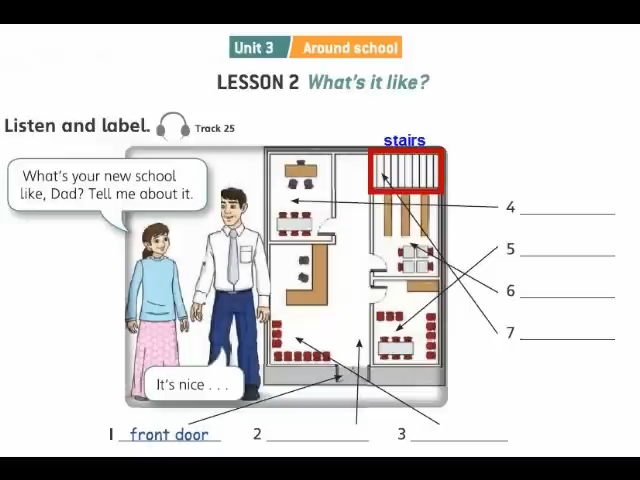 Unit 3 Around school
LESSON 2 What's it like?
Listen and label. Track 25
stairs
What's your new school
like, Dad? Tell me about it.
4
5
6
7
It's nice . . .
1 front door 2 3